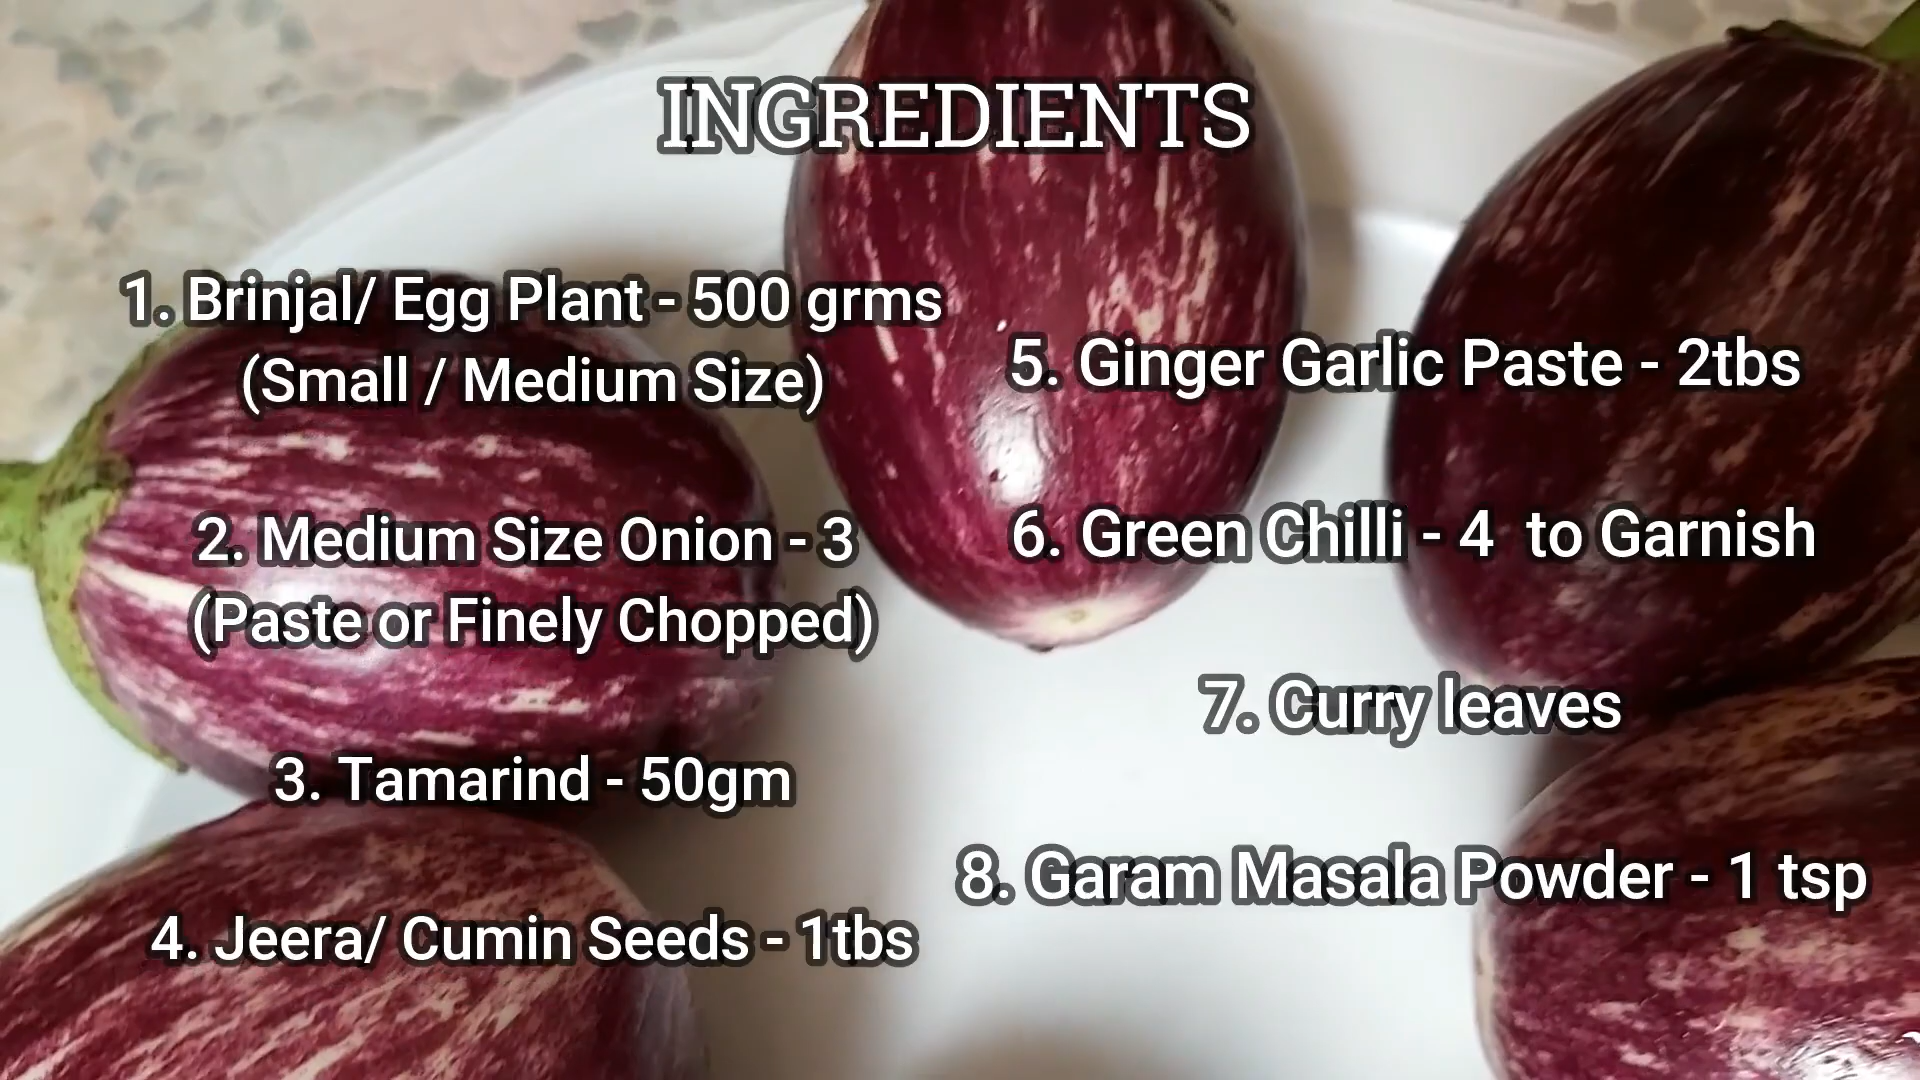 INGREDIENTS
1. Brinjal/ Egg Plant - 500 grms
(Small / Medium Size)
2. Medium Size Onion - 3
(Paste or Finely Chopped)
3. Tamarind - 50gm
4. Jeera/ Cumin Seeds - 1tbs
5. Ginger Garlic Paste - 2tbs
6. Green Chilli - 4  to Garnish
7. Curry leaves
8. Garam Masala Powder - 1 tsp